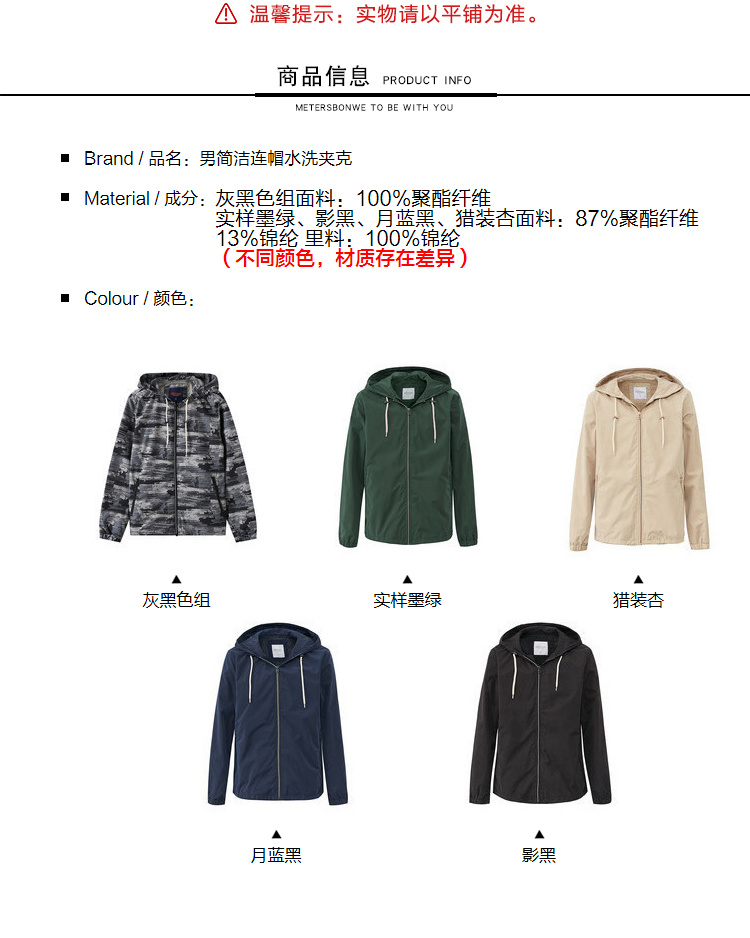 温馨提示：实物请以平铺为准。
商品信息 PRODUCT INFO
METERSBONWE TO BE WITH YOU
Brand / 品名：男简洁连帽水洗夹克
Material / 成分：灰黑色组面料：100%聚酯纤维
实样墨绿、影黑、月蓝黑、猎装杏面料：87%聚酯纤维
13%锦纶 里料：100%锦纶
（不同颜色，材质存在差异）
Colour / 颜色：
灰黑色组 实样墨绿 猎装杏
月蓝黑 影黑